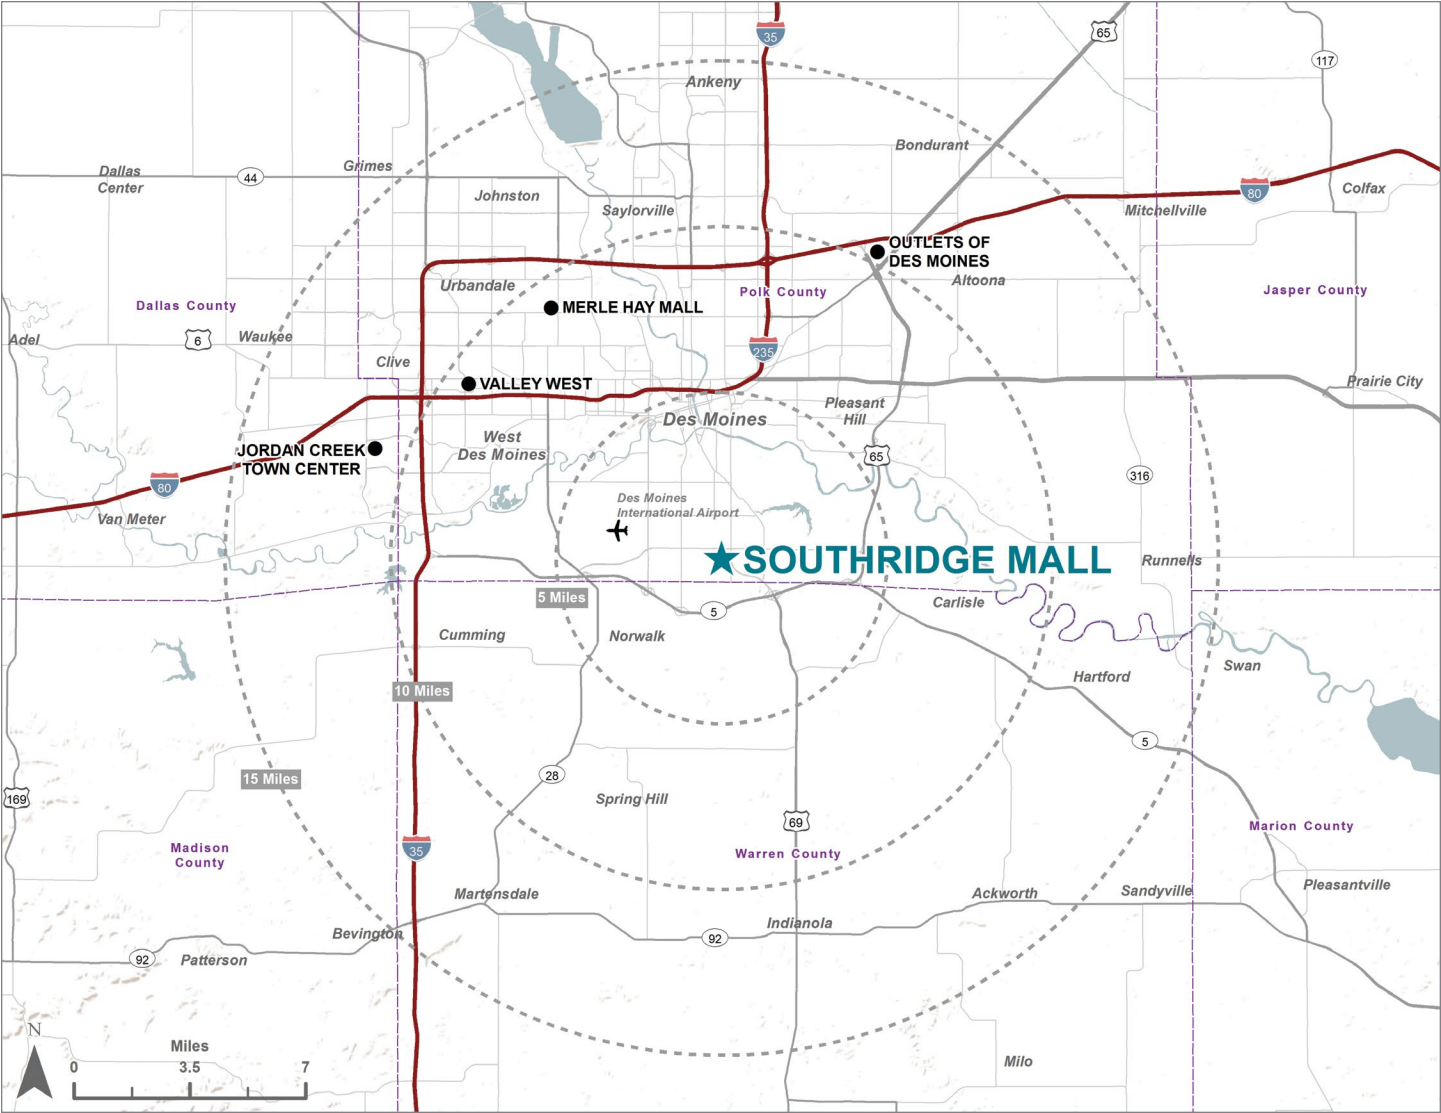 35
65
117
Ankeny
Bondurant
Grimes
Dallas
Center
44
Johnston
Saylorville
80
Colfax
Mitchellville
OUTLETS OF
DES MOINES
Altoona
Urbandale
Polk County
Jasper County
Dallas County
MERLE HAY MALL
Adel
6
Waukee
235
Clive
VALLEY WEST
Prairie City
Pleasant
Hill
Des Moines
West
Des Moines
JORDAN CREEK
TOWN CENTER
65
316
80
Van Meter
Des Moines
International Airport
SOUTHRIDGE MALL
Runnells
5 Miles
5
Carlisle
Cumming
Norwalk
Swan
Hartford
10 Miles
5
15 Miles
28
169
Spring Hill
69
Marion County
Madison
County
35
Warren County
Martensdale
Ackworth
Sandyville
Pleasantville
Bevington
Indianola
92
92
Patterson
N
Miles
0
3.5
7
Milo